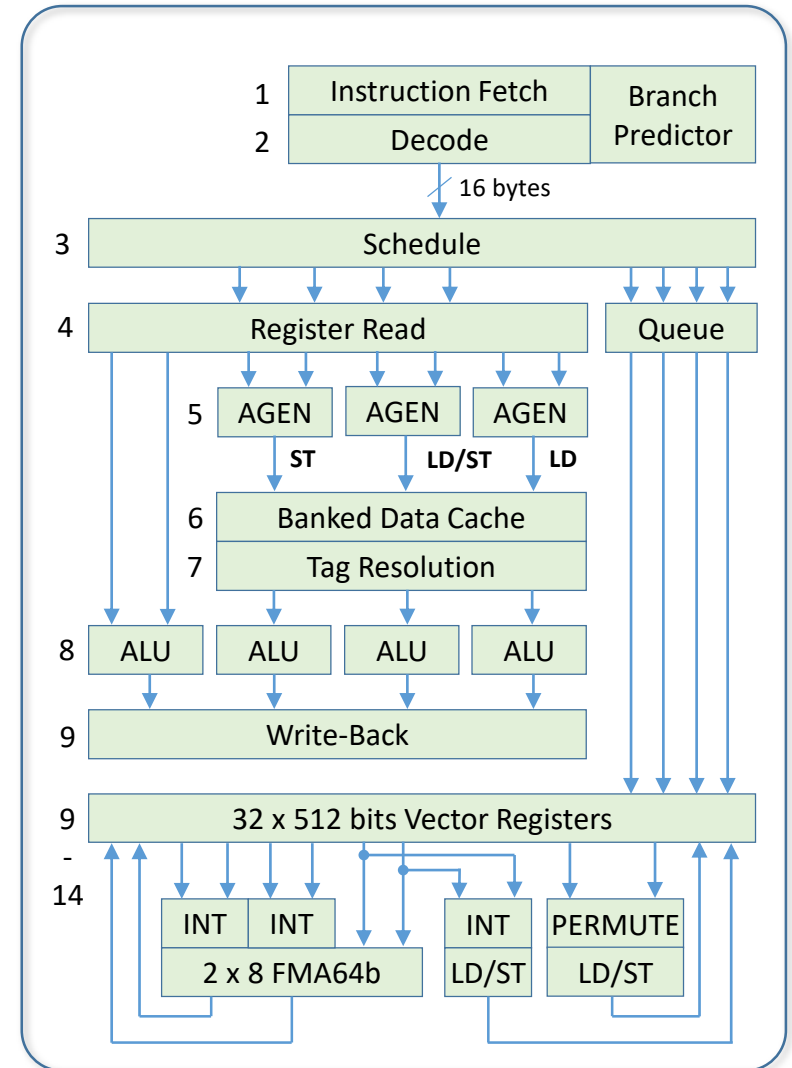 1 Instruction Fetch
Branch
Predictor
2 Decode
16 bytes
3 Schedule
4 Register Read Queue
5 AGEN AGEN AGEN
ST LD/ST LD
6 Banked Data Cache
7 Tag Resolution
8 ALU ALU ALU ALU
9 Write-Back
9 32 x 512 bits Vector Registers
-
14
INT INT INT PERMUTE
2 x 8 FMA64b LD/ST LD/ST